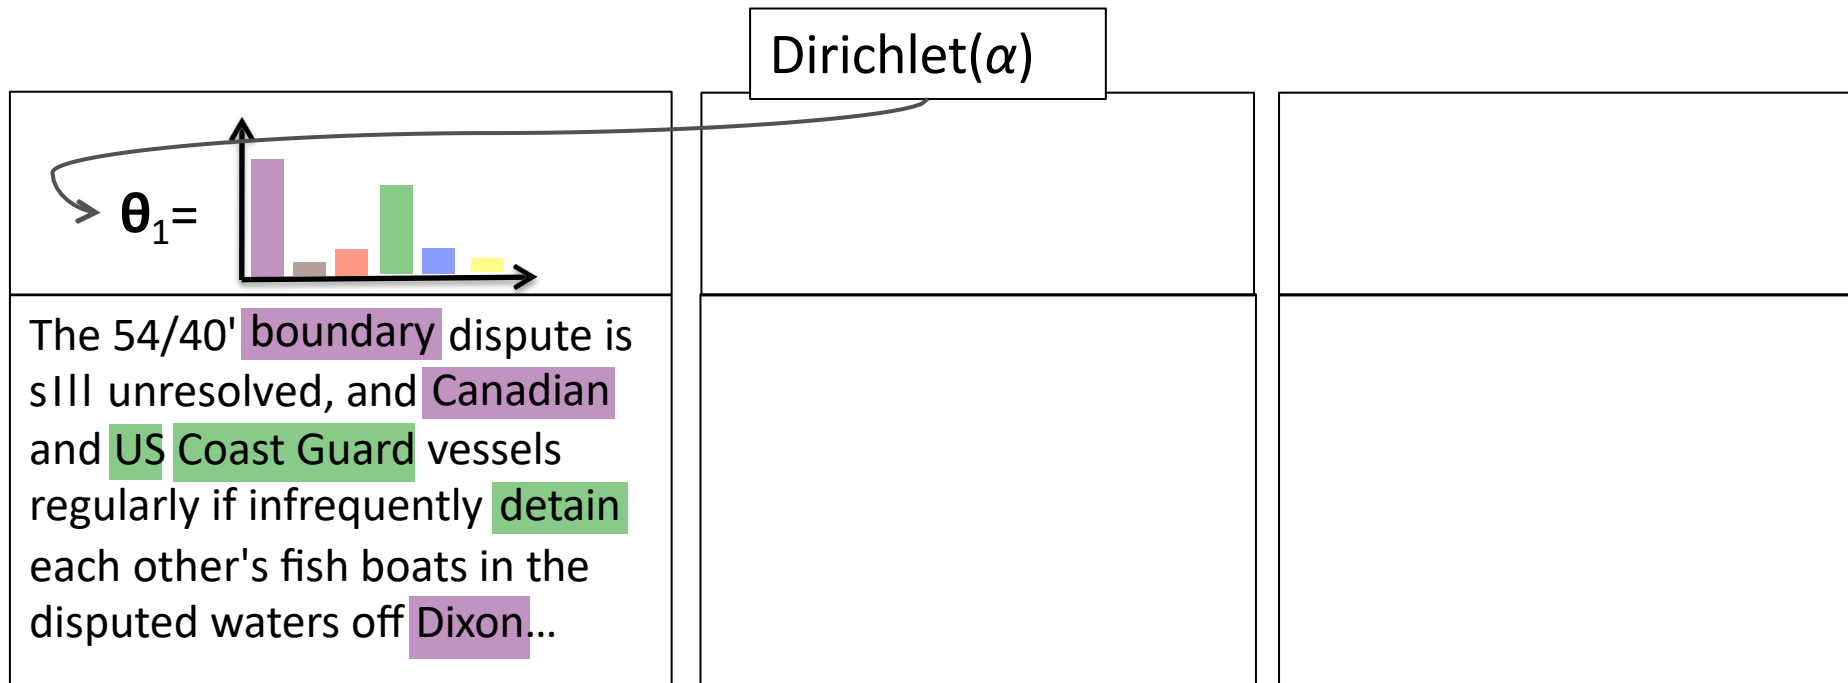 Dirichlet(α)
θ₁=
The 54/40' boundary dispute is
sIll unresolved, and Canadian
and US Coast Guard vessels
regularly if infrequently detain
each other's fish boats in the
disputed waters off Dixon...